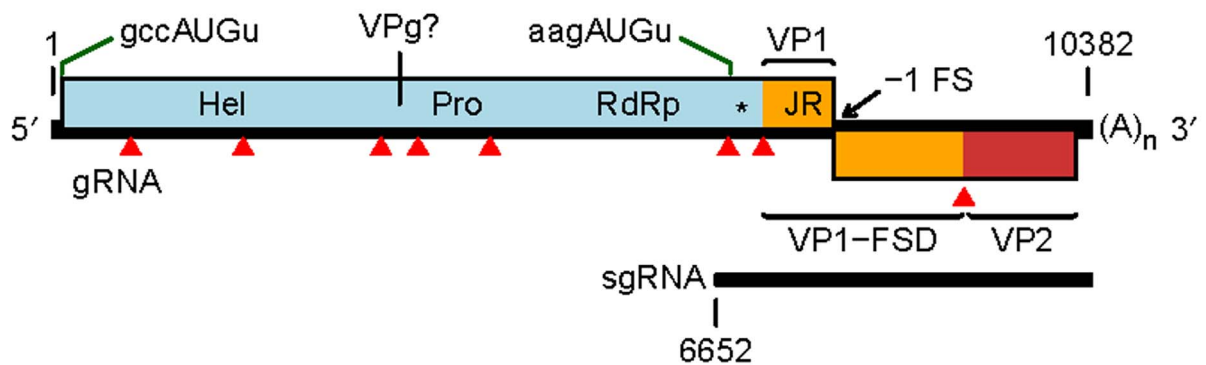 gccAUGu VPg? aagAUGu VP1
1 10382
−1 FS
Hel Pro RdRp * JR
5′ (A)n 3′
gRNA
VP1−FSD VP2
sgRNA
6652